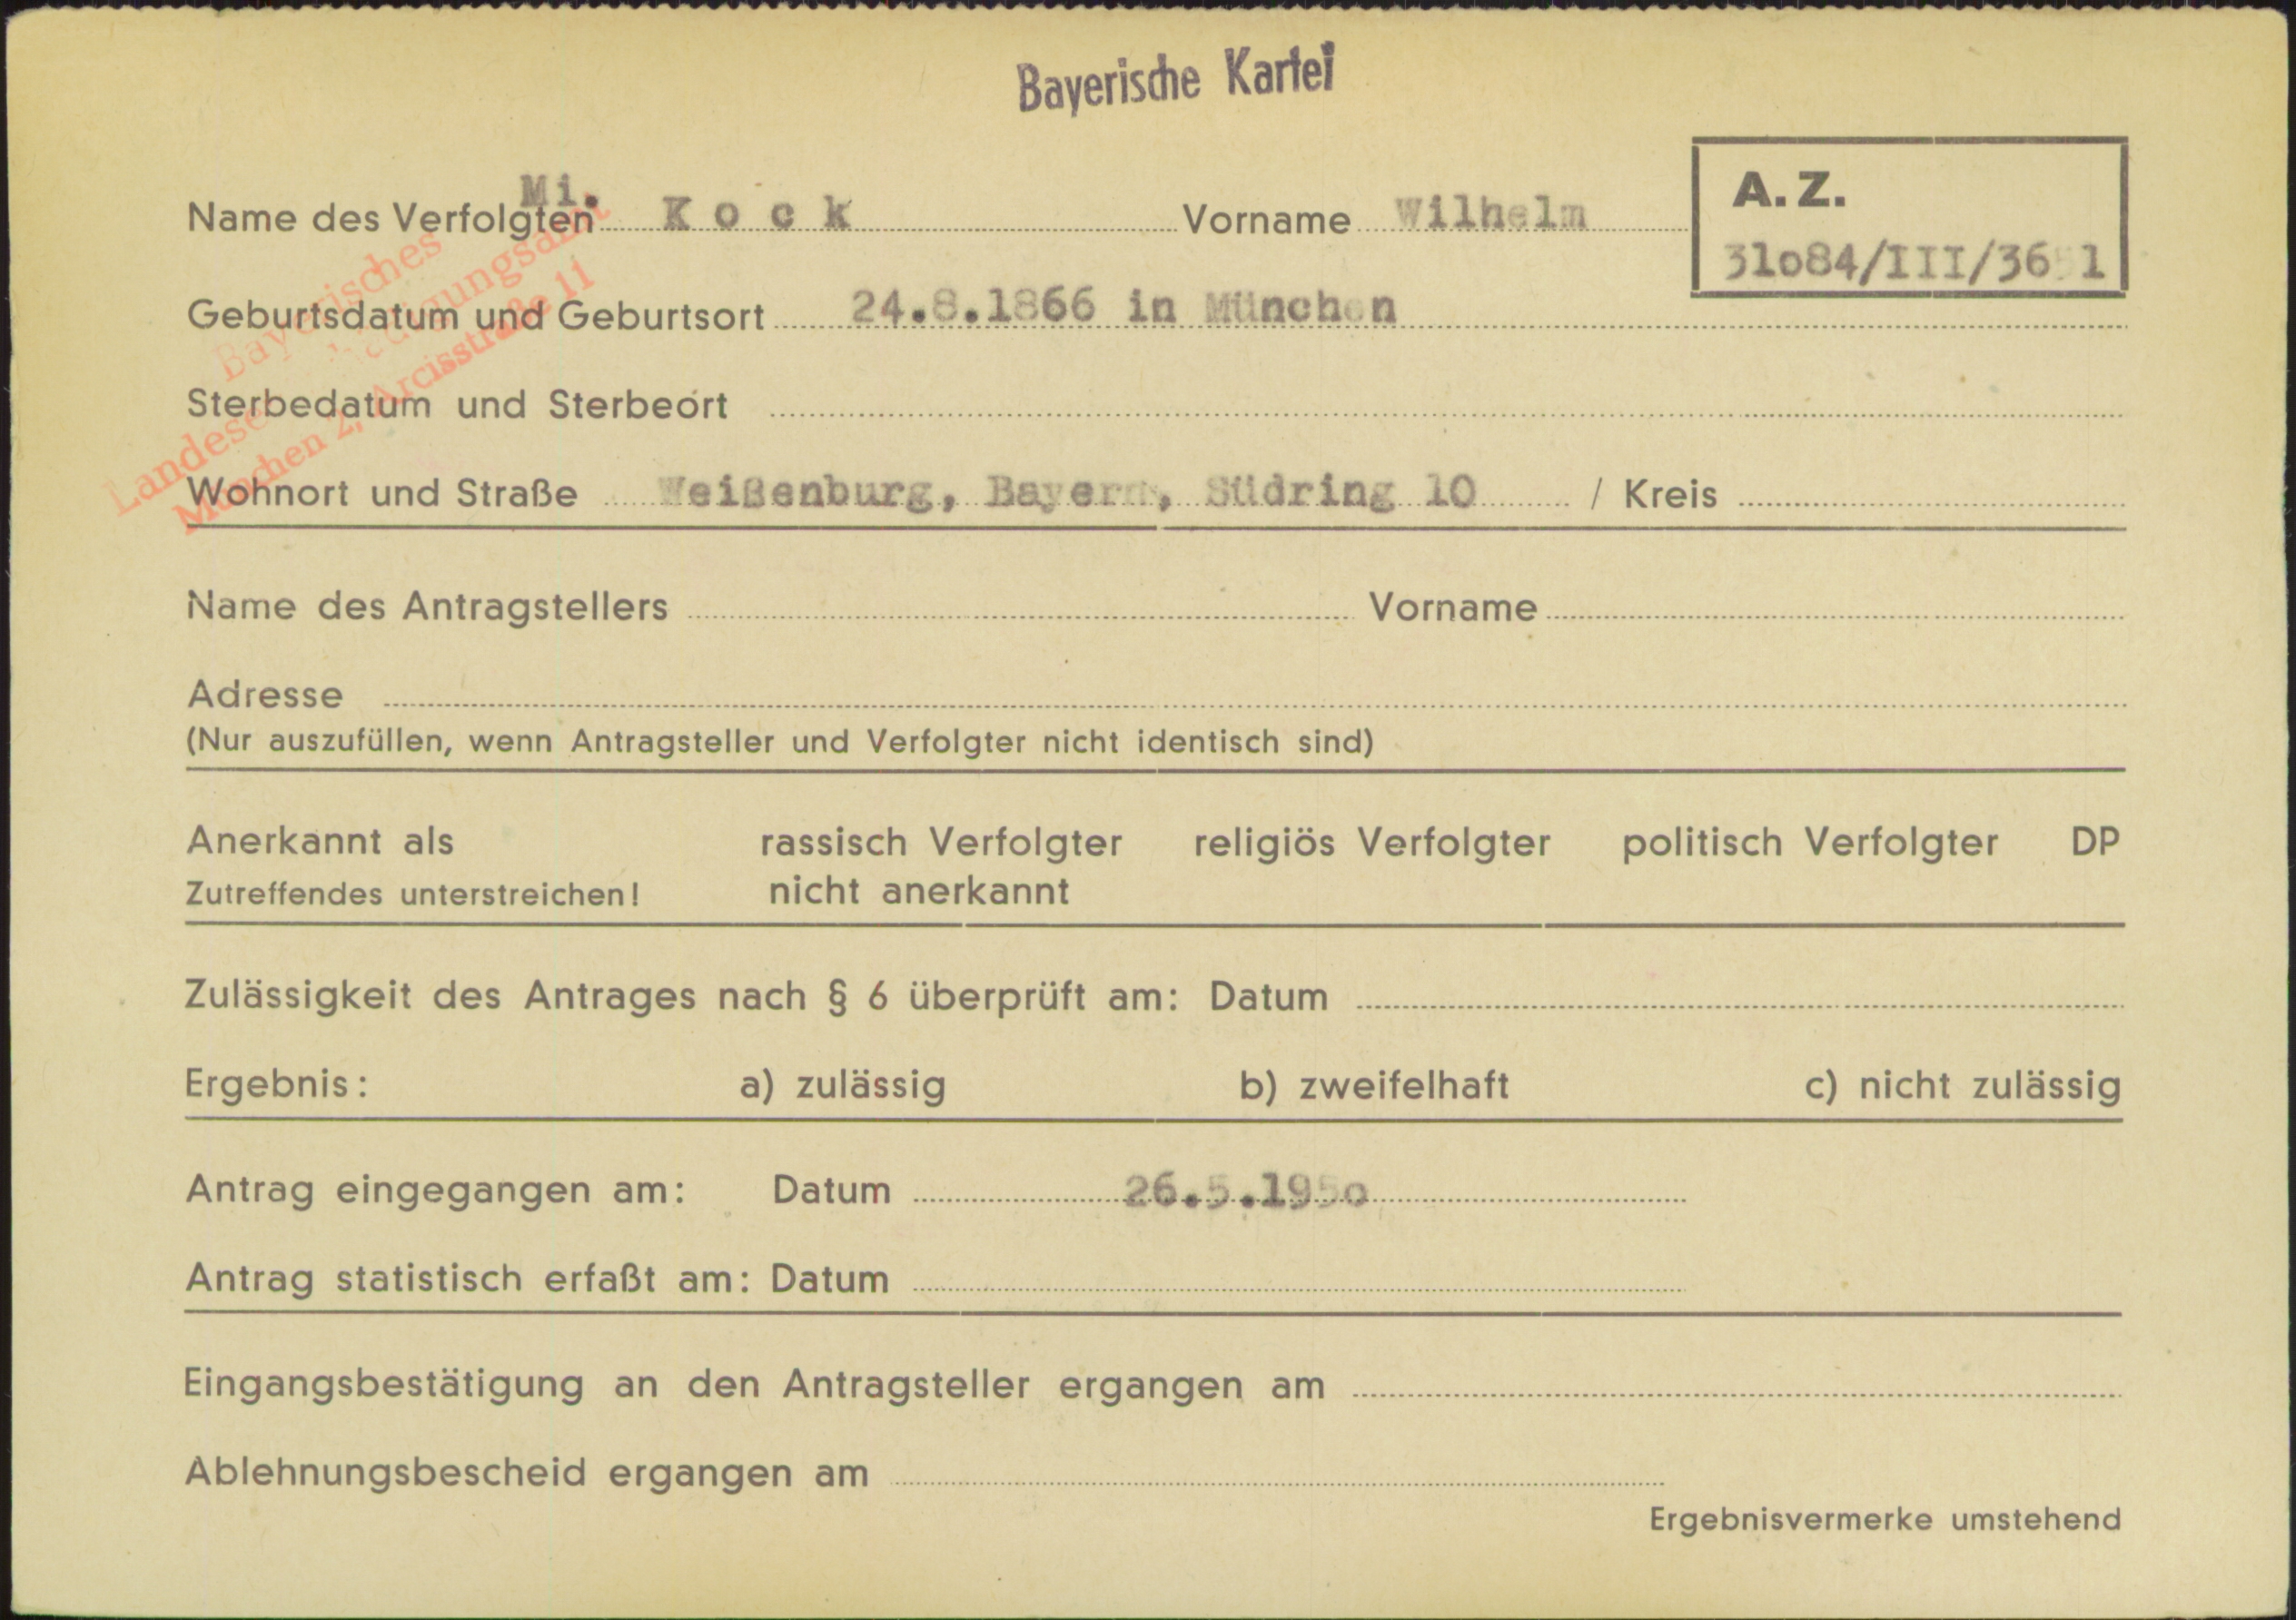 Bayerische Kartei
Mi.
Name des Verfolgten K o c k Vorname Wilhelm
A. Z.
31o84/III/3651
Geburtsdatum und Geburtsort 24.8.1866 in München
Sterbedatum und Sterbeort
Wohnort und Straße Weißenburg, Bayern, Südring 10 / Kreis
Bayerisches
Landesentschädigungsamt
München 2, Arcisstraße 11
Name des Antragstellers Vorname
Adresse
(Nur auszufüllen, wenn Antragsteller und Verfolgter nicht identisch sind)
Anerkannt als rassisch Verfolgter religiös Verfolgter politisch Verfolgter DP
Zutreffendes unterstreichen! nicht anerkannt
Zulässigkeit des Antrages nach § 6 überprüft am: Datum
Ergebnis: a) zulässig b) zweifelhaft c) nicht zulässig
Antrag eingegangen am: Datum 26.5.195o
Antrag statistisch erfaßt am: Datum
Eingangsbestätigung an den Antragsteller ergangen am
Ablehnungsbescheid ergangen am
Ergebnisvermerke umstehend